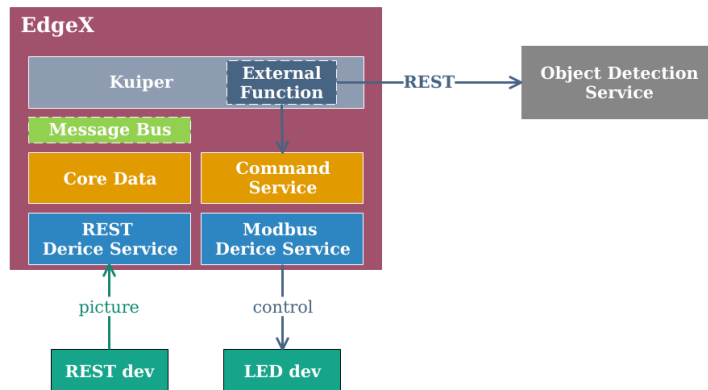 EdgeX
Kuiper
External
Function
REST
Object Detection
Service
Message Bus
Core Data
Command
Service
REST
Derice Service
Modbus
Derice Service
picture
control
REST dev
LED dev